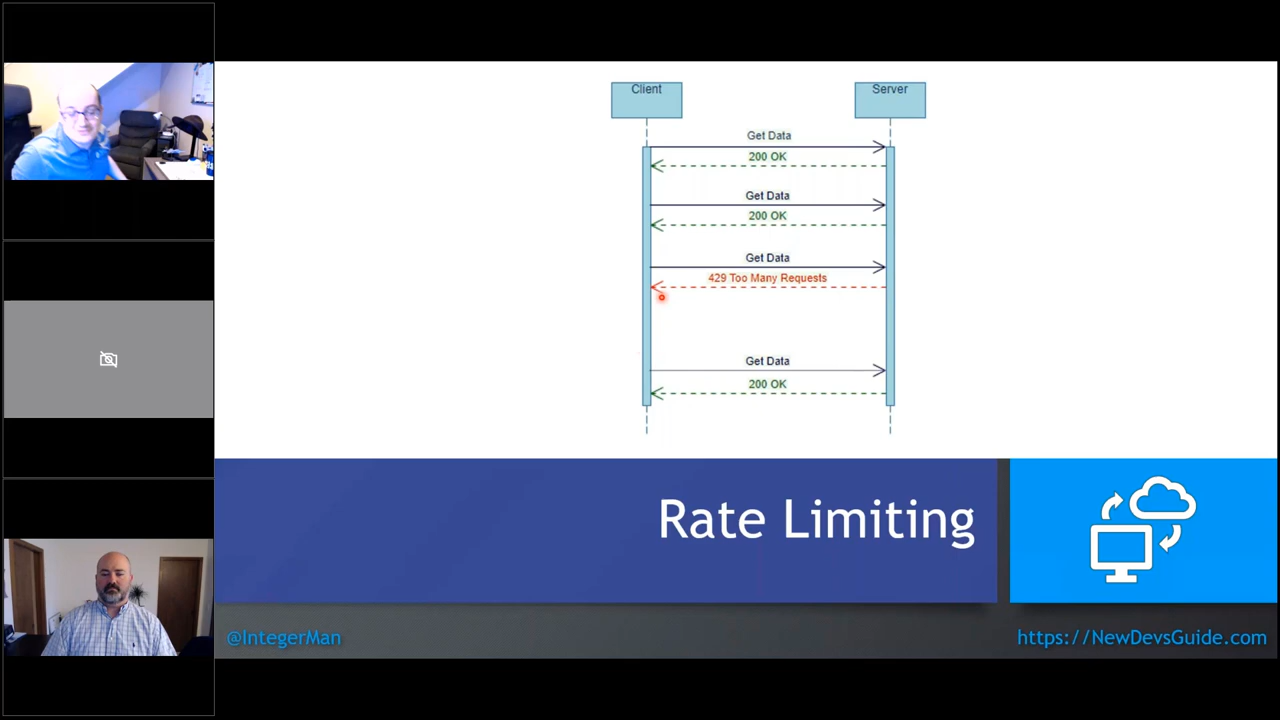 Client
Server
Get Data
200 OK
Get Data
200 OK
Get Data
429 Too Many Requests
Get Data
200 OK
Rate Limiting
@IntegerMan
https://NewDevsGuide.com